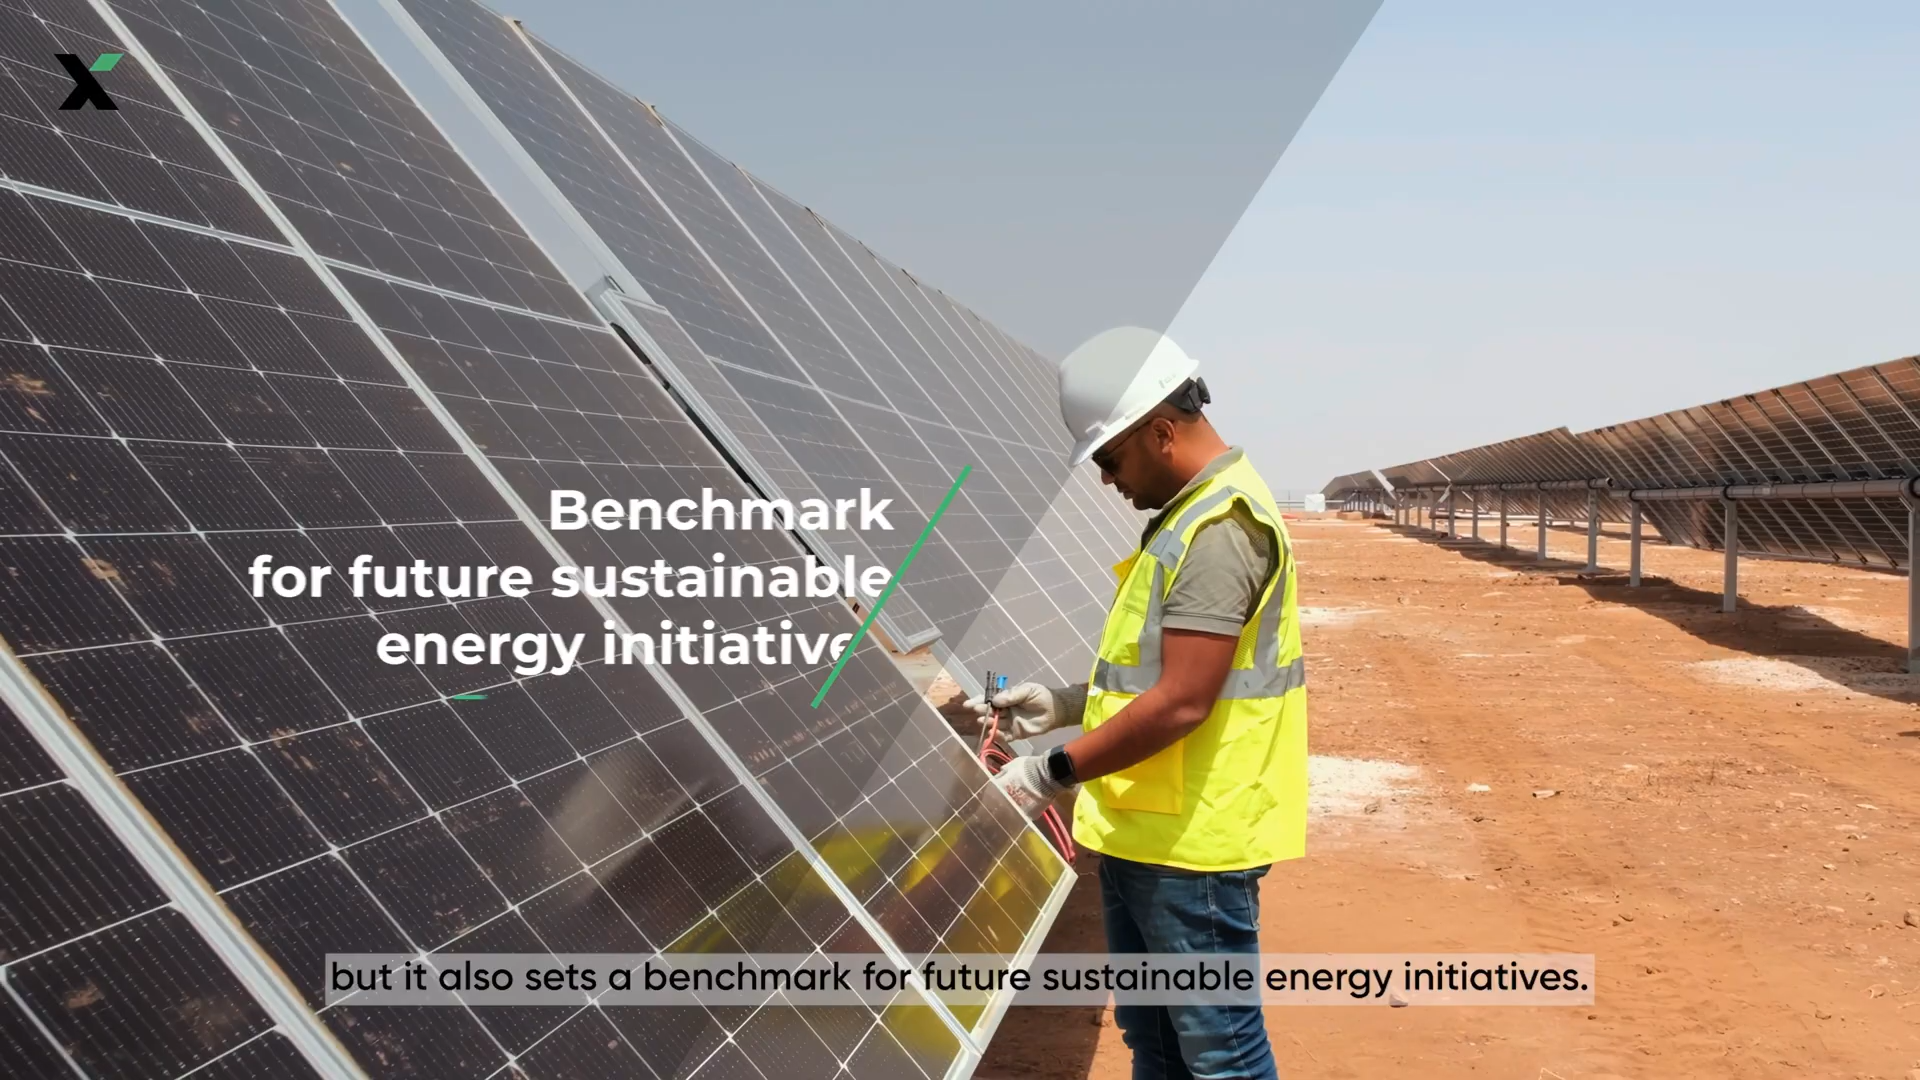 Benchmark
for future sustainable
energy initiative
but it also sets a benchmark for future sustainable energy initiatives.